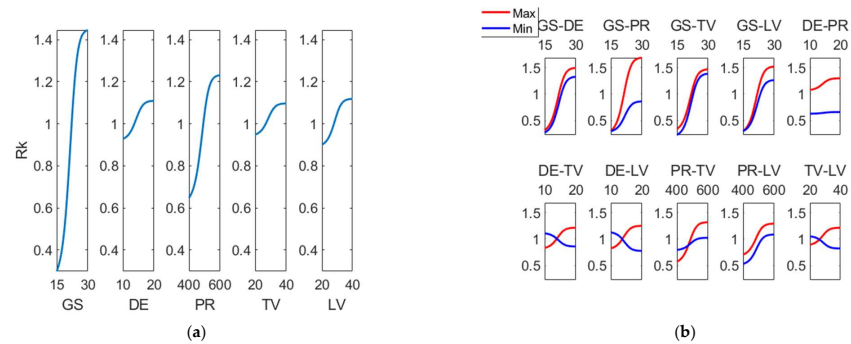 1.4 1.4 1.4 1.4 1.4
1.2 1.2 1.2 1.2 1.2
1 1 1 1 1
0.8 0.8 0.8 0.8 0.8
0.6 0.6 0.6 0.6 0.6
0.4 0.4 0.4 0.4 0.4
Rk
15 30 10 20 400 600 20 40 20 40
GS DE PR TV LV
(a)
Max
Min
GS-DE GS-PR GS-TV GS-LV DE-PR
15 30 15 30 15 30 15 30 10 20
1.5 1.5 1.5 1.5 1.5
1 1 1 1 1
0.5 0.5 0.5 0.5 0.5
DE-TV DE-LV PR-TV PR-LV TV-LV
10 20 10 20 400 600 400 600 20 40
1.5 1.5 1.5 1.5 1.5
1 1 1 1 1
0.5 0.5 0.5 0.5 0.5
(b)